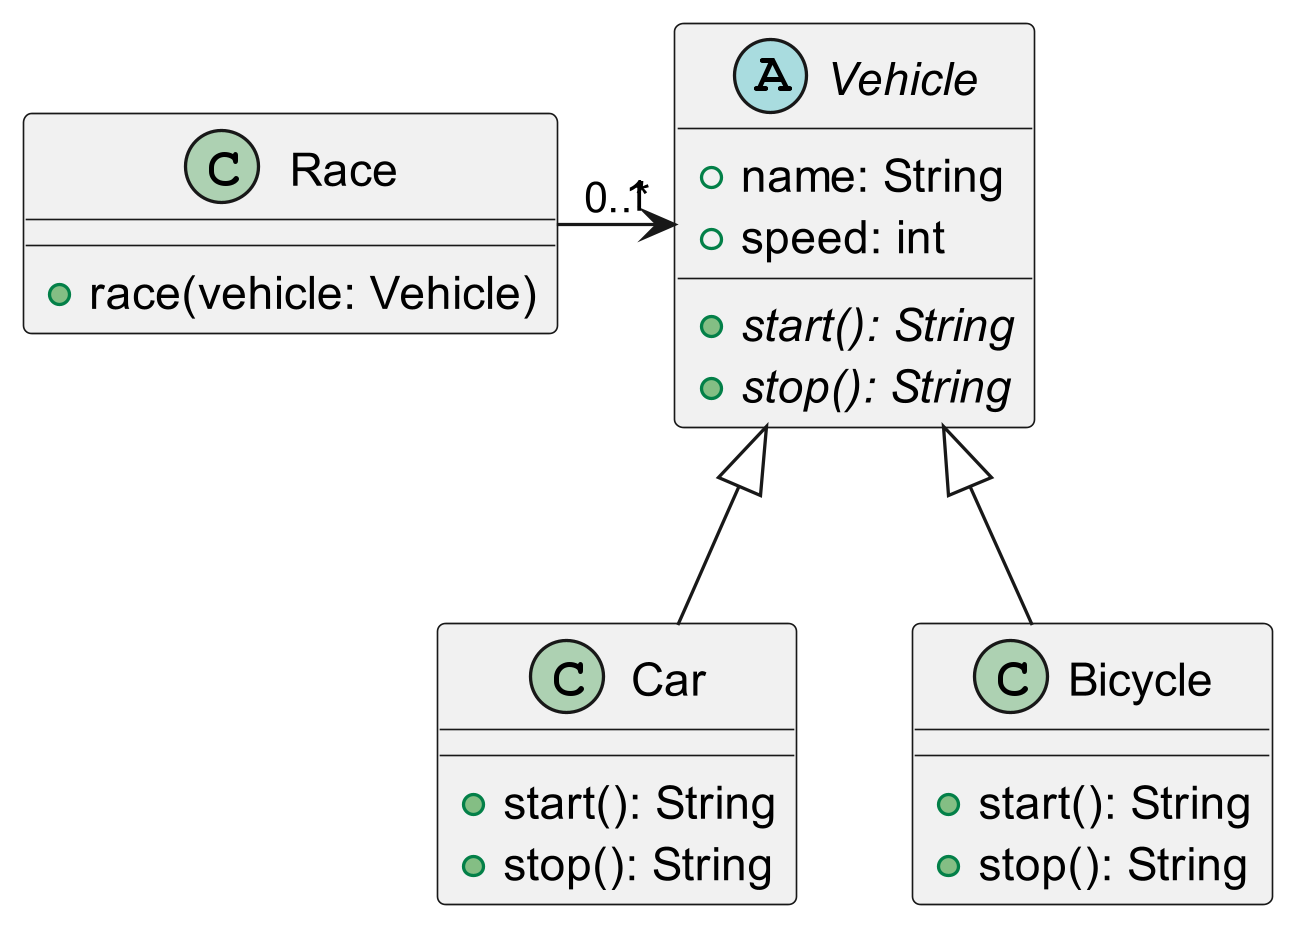 A Vehicle
name: String
speed: int
start(): String
stop(): String
C Race
race(vehicle: Vehicle)
0..1
*
C Car
start(): String
stop(): String
C Bicycle
start(): String
stop(): String